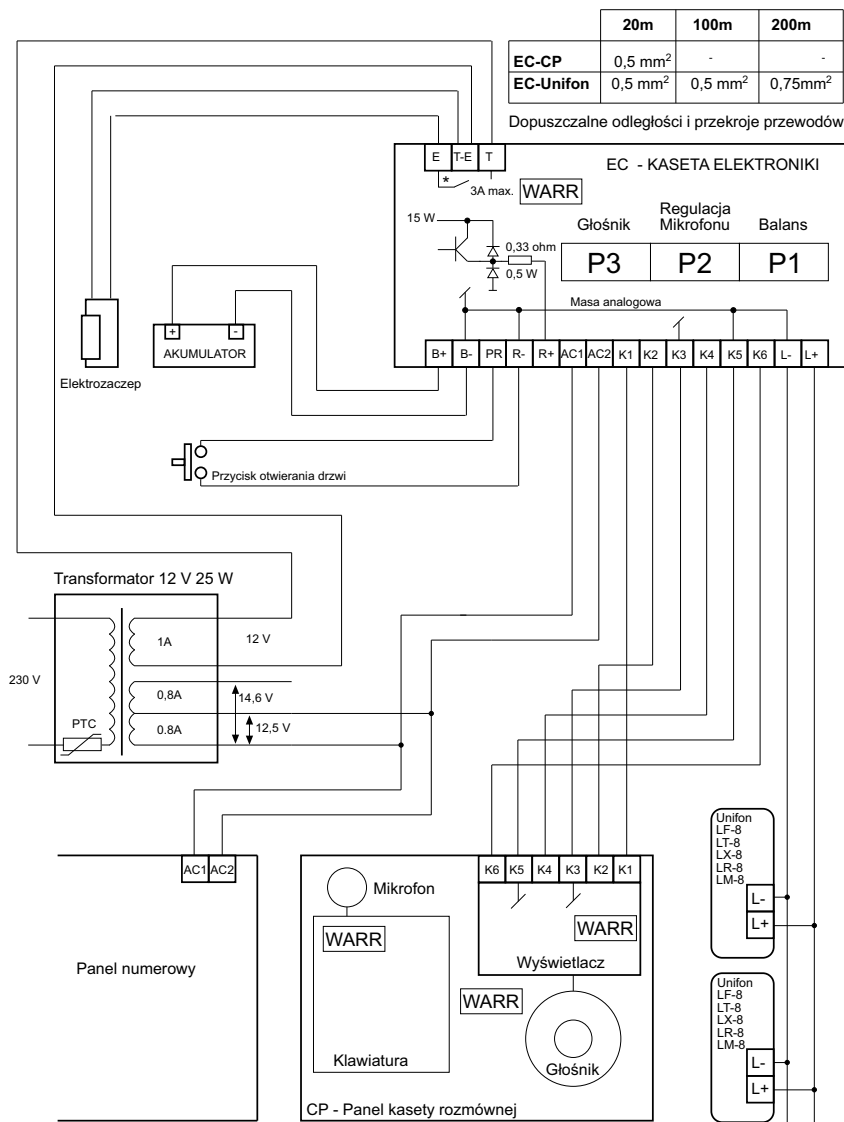 20m 100m 200m
EC-CP 0,5 mm² - -
EC-Unifon 0,5 mm² 0,5 mm² 0,75mm²
Dopuszczalne odległości i przekroje przewodów
E T-E T
EC - KASETA ELEKTRONIKI
*
3A max.
WARR
15 W
0,33 ohm
0,5 W
Głośnik
Regulacja
Mikrofonu
Balans
P3 P2 P1
Masa analogowa
B+ B- PR R- R+ AC1 AC2 K1 K2 K3 K4 K5 K6 L- L+
+ -
AKUMULATOR
Elektrozaczep
Przycisk otwierania drzwi
Transformator 12 V 25 W
1A
12 V
230 V
0,8A
14,6 V
PTC
0.8A
12,5 V
AC1 AC2
Panel numerowy
K6 K5 K4 K3 K2 K1
Mikrofon
WARR
WARR
Wyświetlacz
WARR
Klawiatura
Głośnik
CP - Panel kasety rozmównej
Unifon
LF-8
LT-8
LX-8
LR-8
LM-8
L-
L+
Unifon
LF-8
LT-8
LX-8
LR-8
LM-8
L-
L+